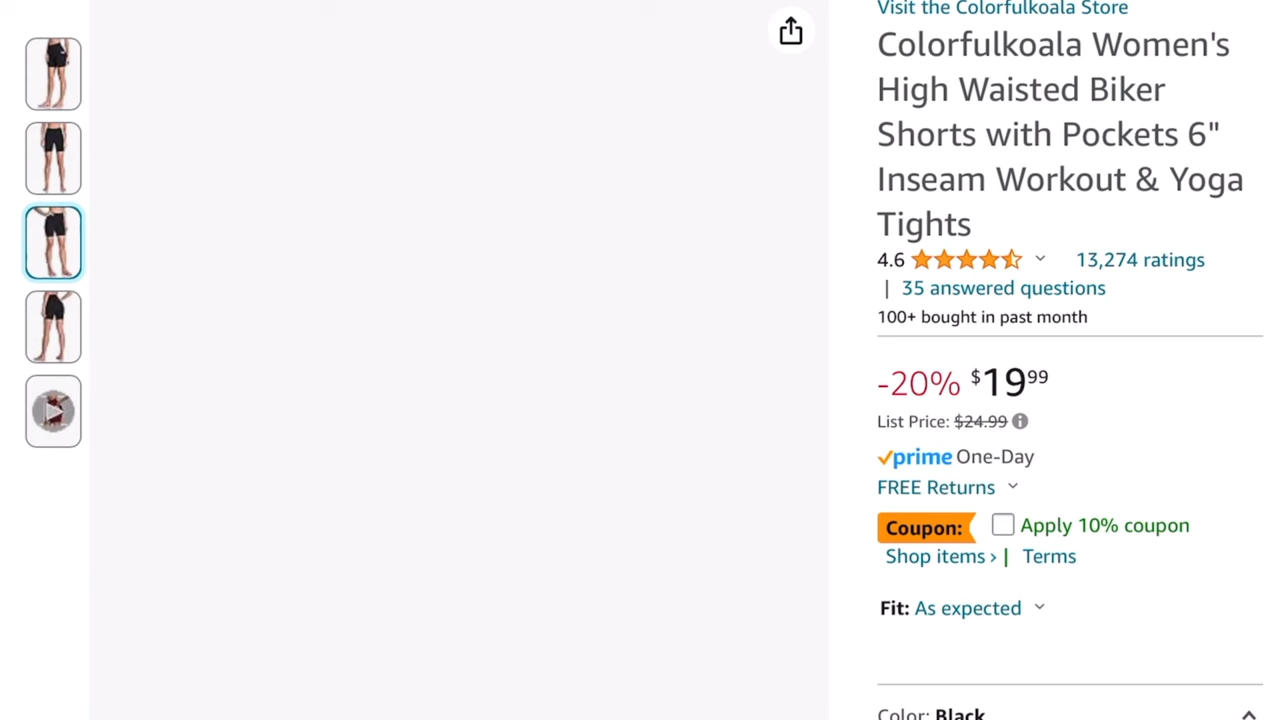 Visit the Colorfulkoala Store
Colorfulkoala Women's
High Waisted Biker
Shorts with Pockets 6"
Inseam Workout & Yoga
Tights
4.6 13,274 ratings
| 35 answered questions
100+ bought in past month
-20% $1999
List Price: $24.99
prime One-Day
FREE Returns
Coupon: Apply 10% coupon
Shop items › | Terms
Fit: As expected
Color: Black